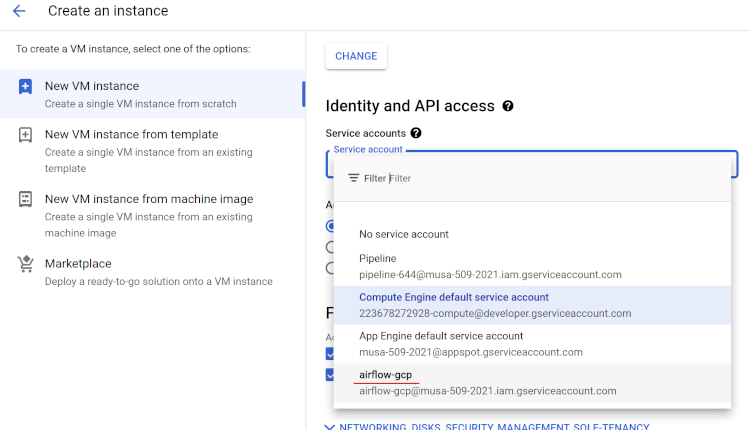 Create an instance
To create a VM instance, select one of the options:
New VM instance
Create a single VM instance from scratch
New VM instance from template
Create a single VM instance from an existing
template
New VM instance from machine image
Create a single VM instance from an existing
machine image
Marketplace
Deploy a ready-to-go solution onto a VM instance
CHANGE
Identity and API access
Service accounts
Service account
Filter Filter
No service account
Pipeline
pipeline-644@musa-509-2021.iam.gserviceaccount.com
Compute Engine default service account
223678272928-compute@developer.gserviceaccount.com
App Engine default service account
musa-509-2021@appspot.gserviceaccount.com
airflow-gcp
airflow-gcp@musa-509-2021.iam.gserviceaccount.com
NETWORKING, DISKS, SECURITY, MANAGEMENT, SOLE-TENANCY